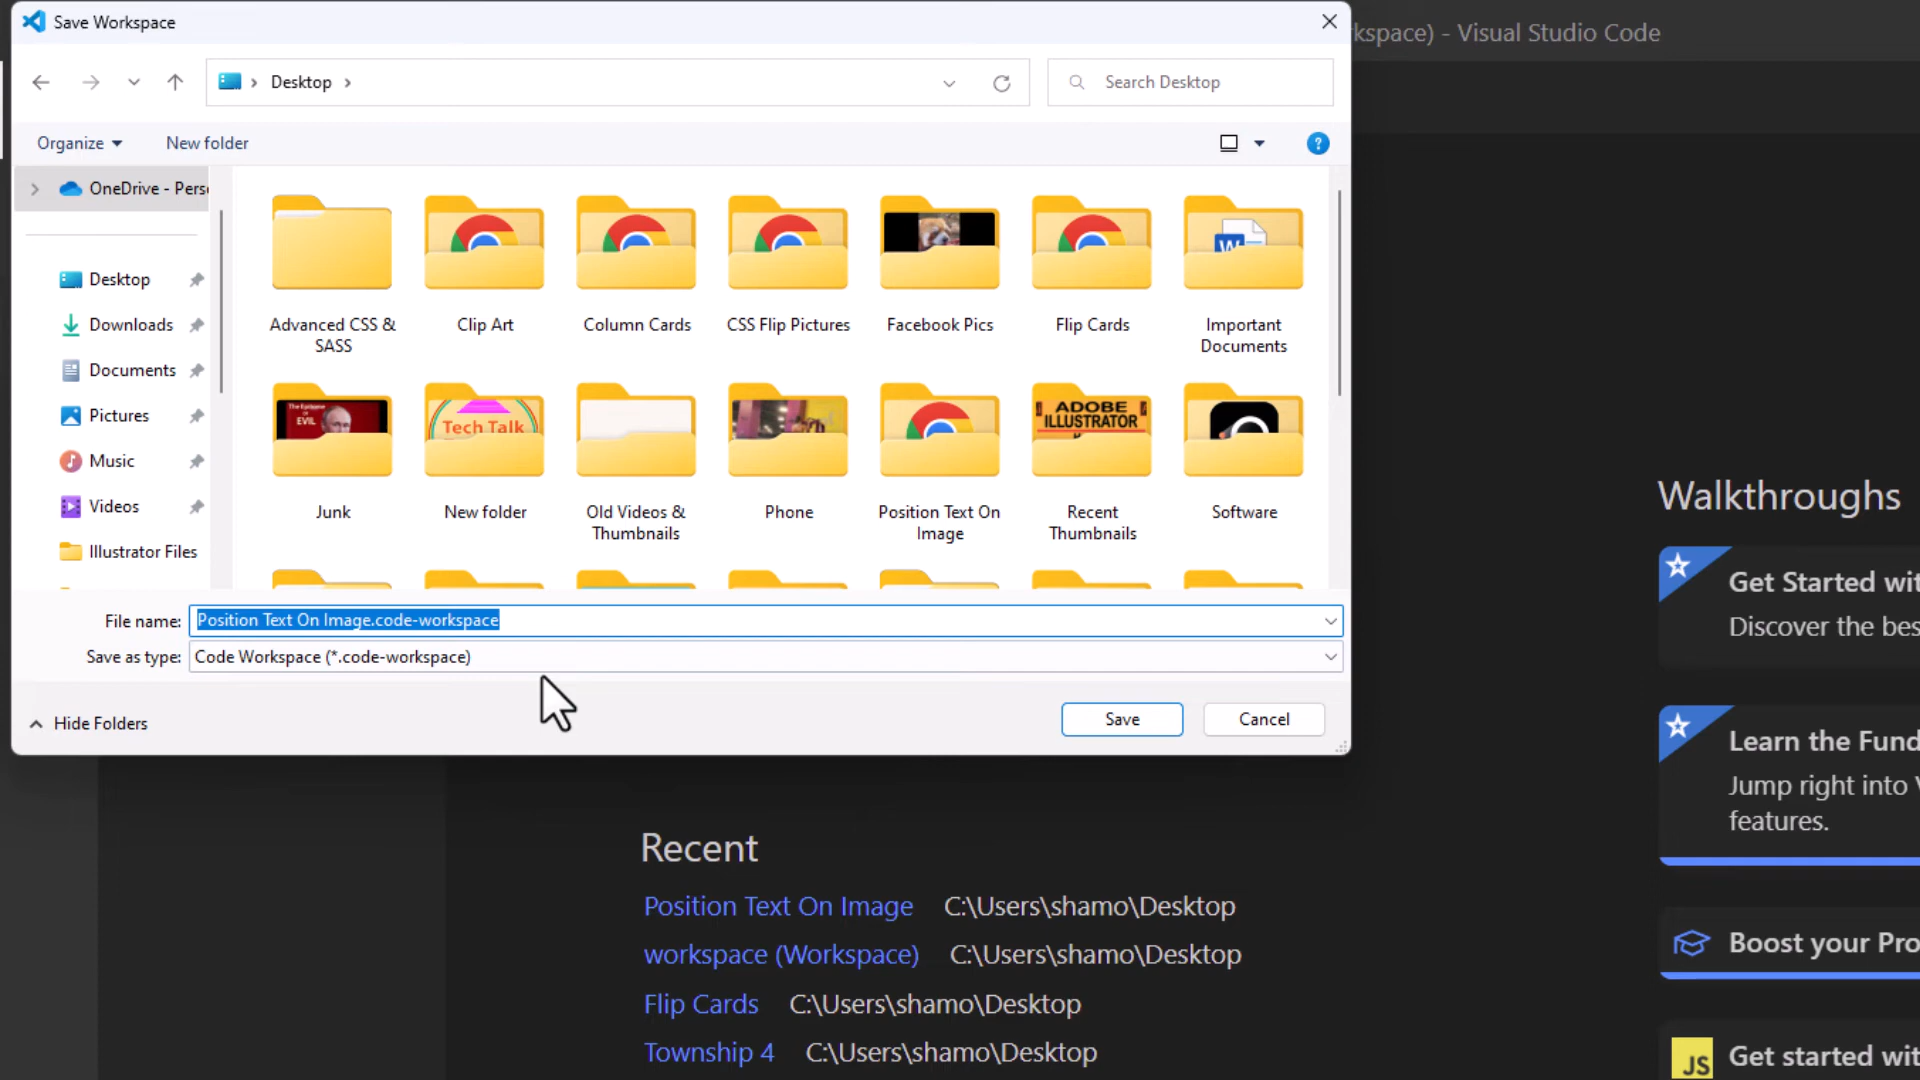 Save Workspace
kspace) - Visual Studio Code
Desktop
Search Desktop
Organize
New folder
?
OneDrive - Pers
Desktop
Downloads
Documents
Pictures
Music
Videos
Illustrator Files
Advanced CSS &
SASS
Clip Art
Column Cards
CSS Flip Pictures
Facebook Pics
Flip Cards
W
Important
Documents
The Epitome
of
EVIL
Junk
Tech Talk
New folder
Old Videos &
Thumbnails
Phone
Position Text On
Image
ADOBE
ILLUSTRATOR
Recent
Thumbnails
Software
File name: Position Text On Image.code-workspace
Save as type: Code Workspace (*.code-workspace)
Hide Folders
Save
Cancel
Recent
Position Text On Image C:\Users\shamo\Desktop
workspace (Workspace) C:\Users\shamo\Desktop
Flip Cards C:\Users\shamo\Desktop
Township 4 C:\Users\shamo\Desktop
Walkthroughs
Get Started wit
Discover the bes
Learn the Fund
Jump right into
features.
Boost your Pro
JS
Get started wit